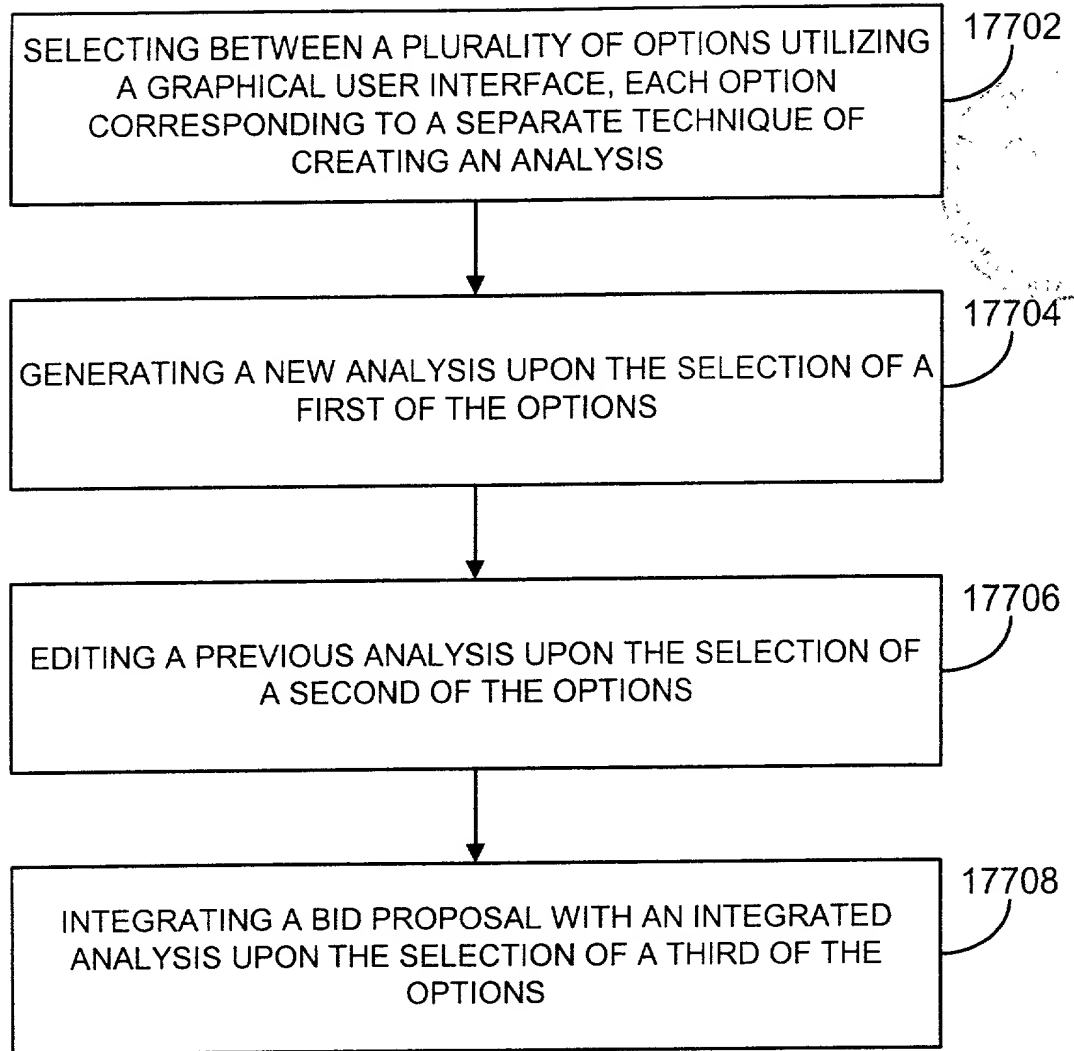 SELECTING BETWEEN A PLURALITY OF OPTIONS UTILIZING
A GRAPHICAL USER INTERFACE, EACH OPTION
CORRESPONDING TO A SEPARATE TECHNIQUE OF
CREATING AN ANALYSIS
17702
GENERATING A NEW ANALYSIS UPON THE SELECTION OF A
FIRST OF THE OPTIONS
17704
EDITING A PREVIOUS ANALYSIS UPON THE SELECTION OF
A SECOND OF THE OPTIONS
17706
INTEGRATING A BID PROPOSAL WITH AN INTEGRATED
ANALYSIS UPON THE SELECTION OF A THIRD OF THE
OPTIONS
17708